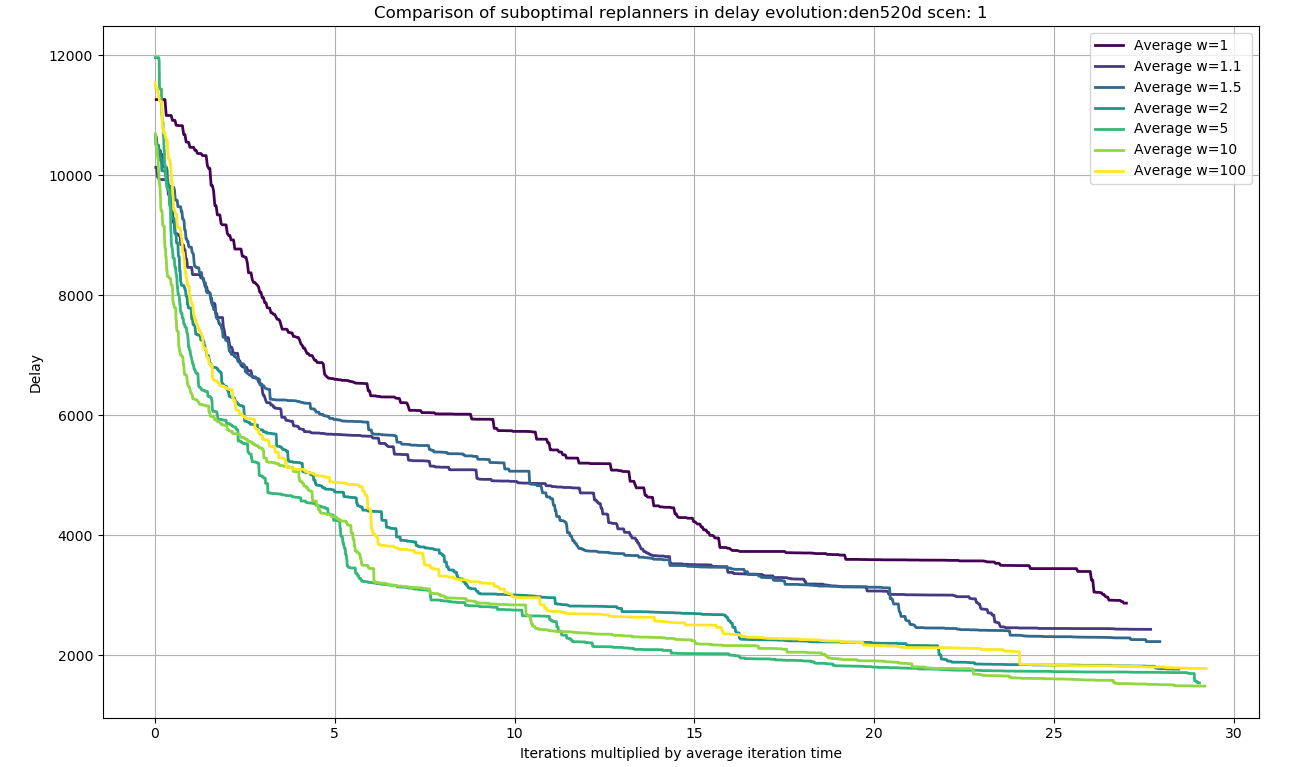 Comparison of suboptimal replanners in delay evolution:den520d scen: 1
12000
10000
8000
6000
4000
2000
Delay
Average w=1
Average w=1.1
Average w=1.5
Average w=2
Average w=5
Average w=10
Average w=100
0
5
10
15
20
25
30
Iterations multiplied by average iteration time